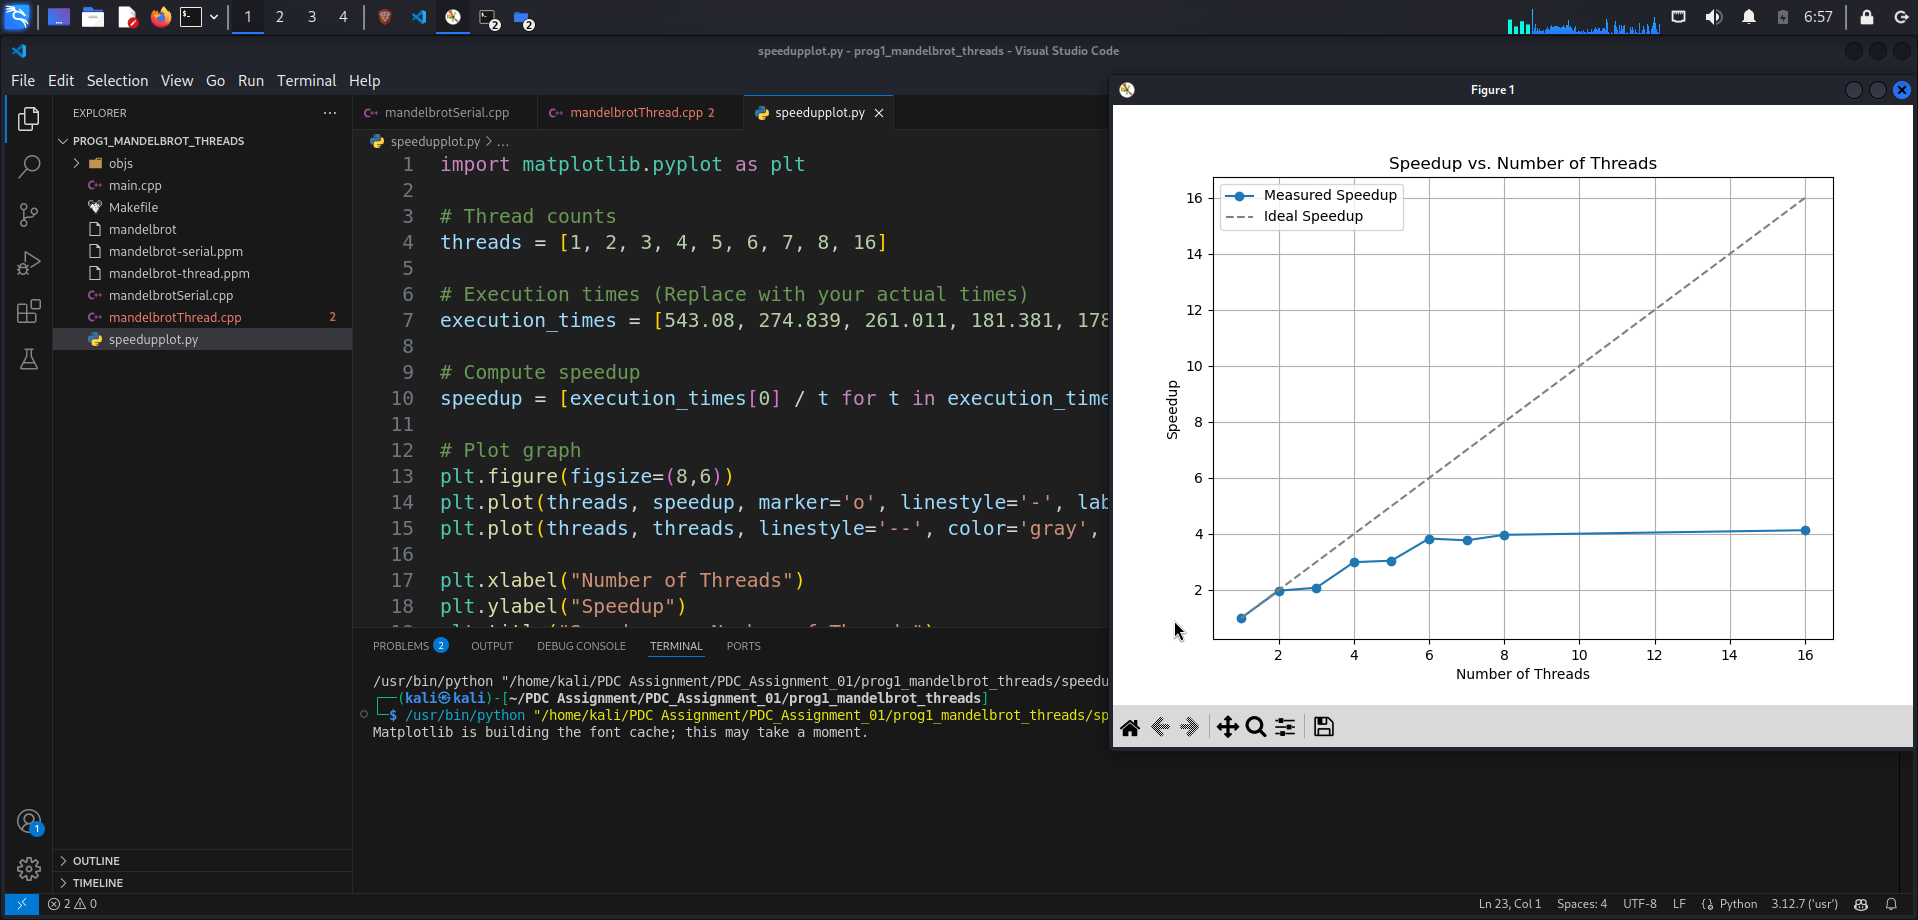 1 2 3 4
2
2
6:57
speedupplot.py - prog1_mandelbrot_threads - Visual Studio Code
File Edit Selection View Go Run Terminal Help
EXPLORER
PROG1_MANDELBROT_THREADS
objs
main.cpp
Makefile
mandelbrot
mandelbrot-serial.ppm
mandelbrot-thread.ppm
mandelbrotSerial.cpp
mandelbrotThread.cpp 2
speedupplot.py
OUTLINE
TIMELINE
1
mandelbrotSerial.cpp mandelbrotThread.cpp 2 speedupplot.py
speedupplot.py > ...
1 import matplotlib.pyplot as plt
2
3 # Thread counts
4 threads = [1, 2, 3, 4, 5, 6, 7, 8, 16]
5
6 # Execution times (Replace with your actual times)
7 execution_times = [543.08, 274.839, 261.011, 181.381, 178
8
9 # Compute speedup
10 speedup = [execution_times[0] / t for t in execution_time
11
12 # Plot graph
13 plt.figure(figsize=(8,6))
14 plt.plot(threads, speedup, marker='o', linestyle='-', lab
15 plt.plot(threads, threads, linestyle='--', color='gray',
16
17 plt.xlabel("Number of Threads")
18 plt.ylabel("Speedup")
PROBLEMS 2 OUTPUT DEBUG CONSOLE TERMINAL PORTS
/usr/bin/python "/home/kali/PDC Assignment/PDC_Assignment_01/prog1_mandelbrot_threads/speedu
(kali㉿kali)-[~/PDC Assignment/PDC_Assignment_01/prog1_mandelbrot_threads]
$ /usr/bin/python "/home/kali/PDC Assignment/PDC_Assignment_01/prog1_mandelbrot_threads/sp
Matplotlib is building the font cache; this may take a moment.
Figure 1
Speedup vs. Number of Threads
Measured Speedup
Ideal Speedup
16
14
12
10
8
6
4
2
Speedup
2 4 6 8 10 12 14 16
Number of Threads
2 0
Ln 23, Col 1 Spaces: 4 UTF-8 LF Python 3.12.7 ('usr')